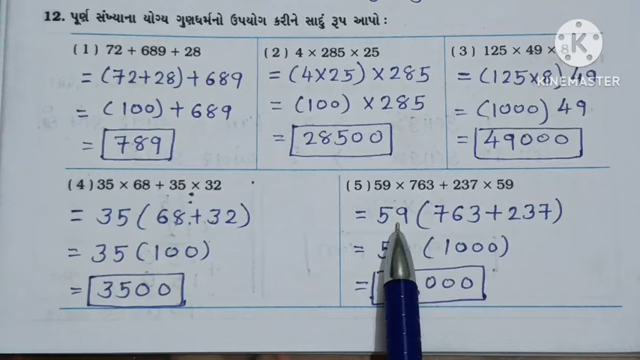 12. પૂર્ણ સંખ્યાના યોગ્ય ગુણધર્મનો ઉપયોગ કરીને સાદું રૂપ આપો :
(1) 72 + 689 + 28
= (72+28) + 689
= (100) + 689
= 789
(2) 4 × 285 × 25
= (4×25) × 285
= (100) × 285
= 28500
(3) 125 × 49 × 8
= (125×8) 49
= (1000) 49
= 49000
KINEMASTER
(4) 35 × 68 + 35 × 32
= 35 (68 + 32)
= 35 (100)
= 3500
(5) 59 × 763 + 237 × 59
= 59 (763 + 237)
= 5 (1000)
= 000